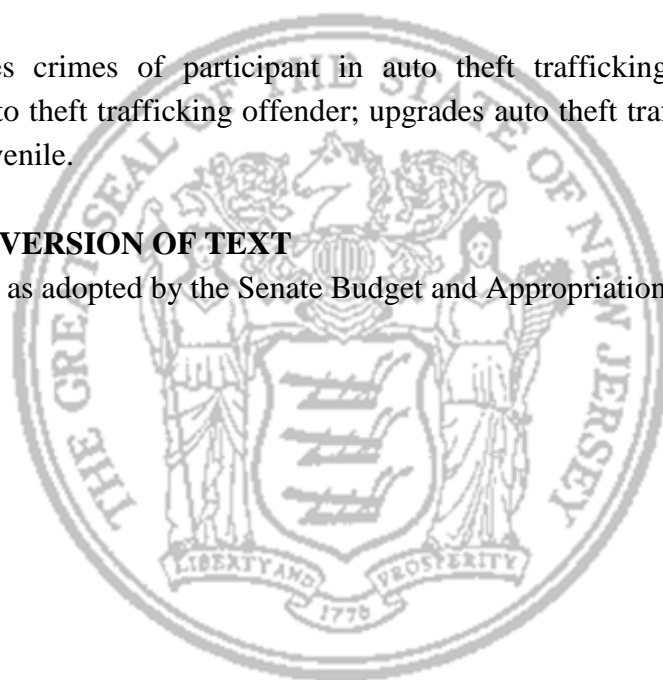 es crimes of participant in auto theft trafficking
to theft trafficking offender; upgrades auto theft tra
venile.
VERSION OF TEXT
as adopted by the Senate Budget and Appropriation
THE GREAT SEAL OF THE STATE OF NEW JERSEY
LIBERTY AND PROSPERITY
1776